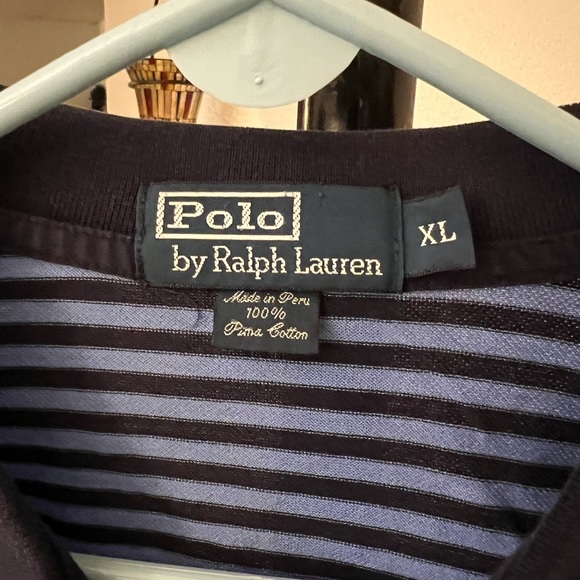 Polo
by Ralph Lauren
XL
Made in Peru
100%
Pima Cotton